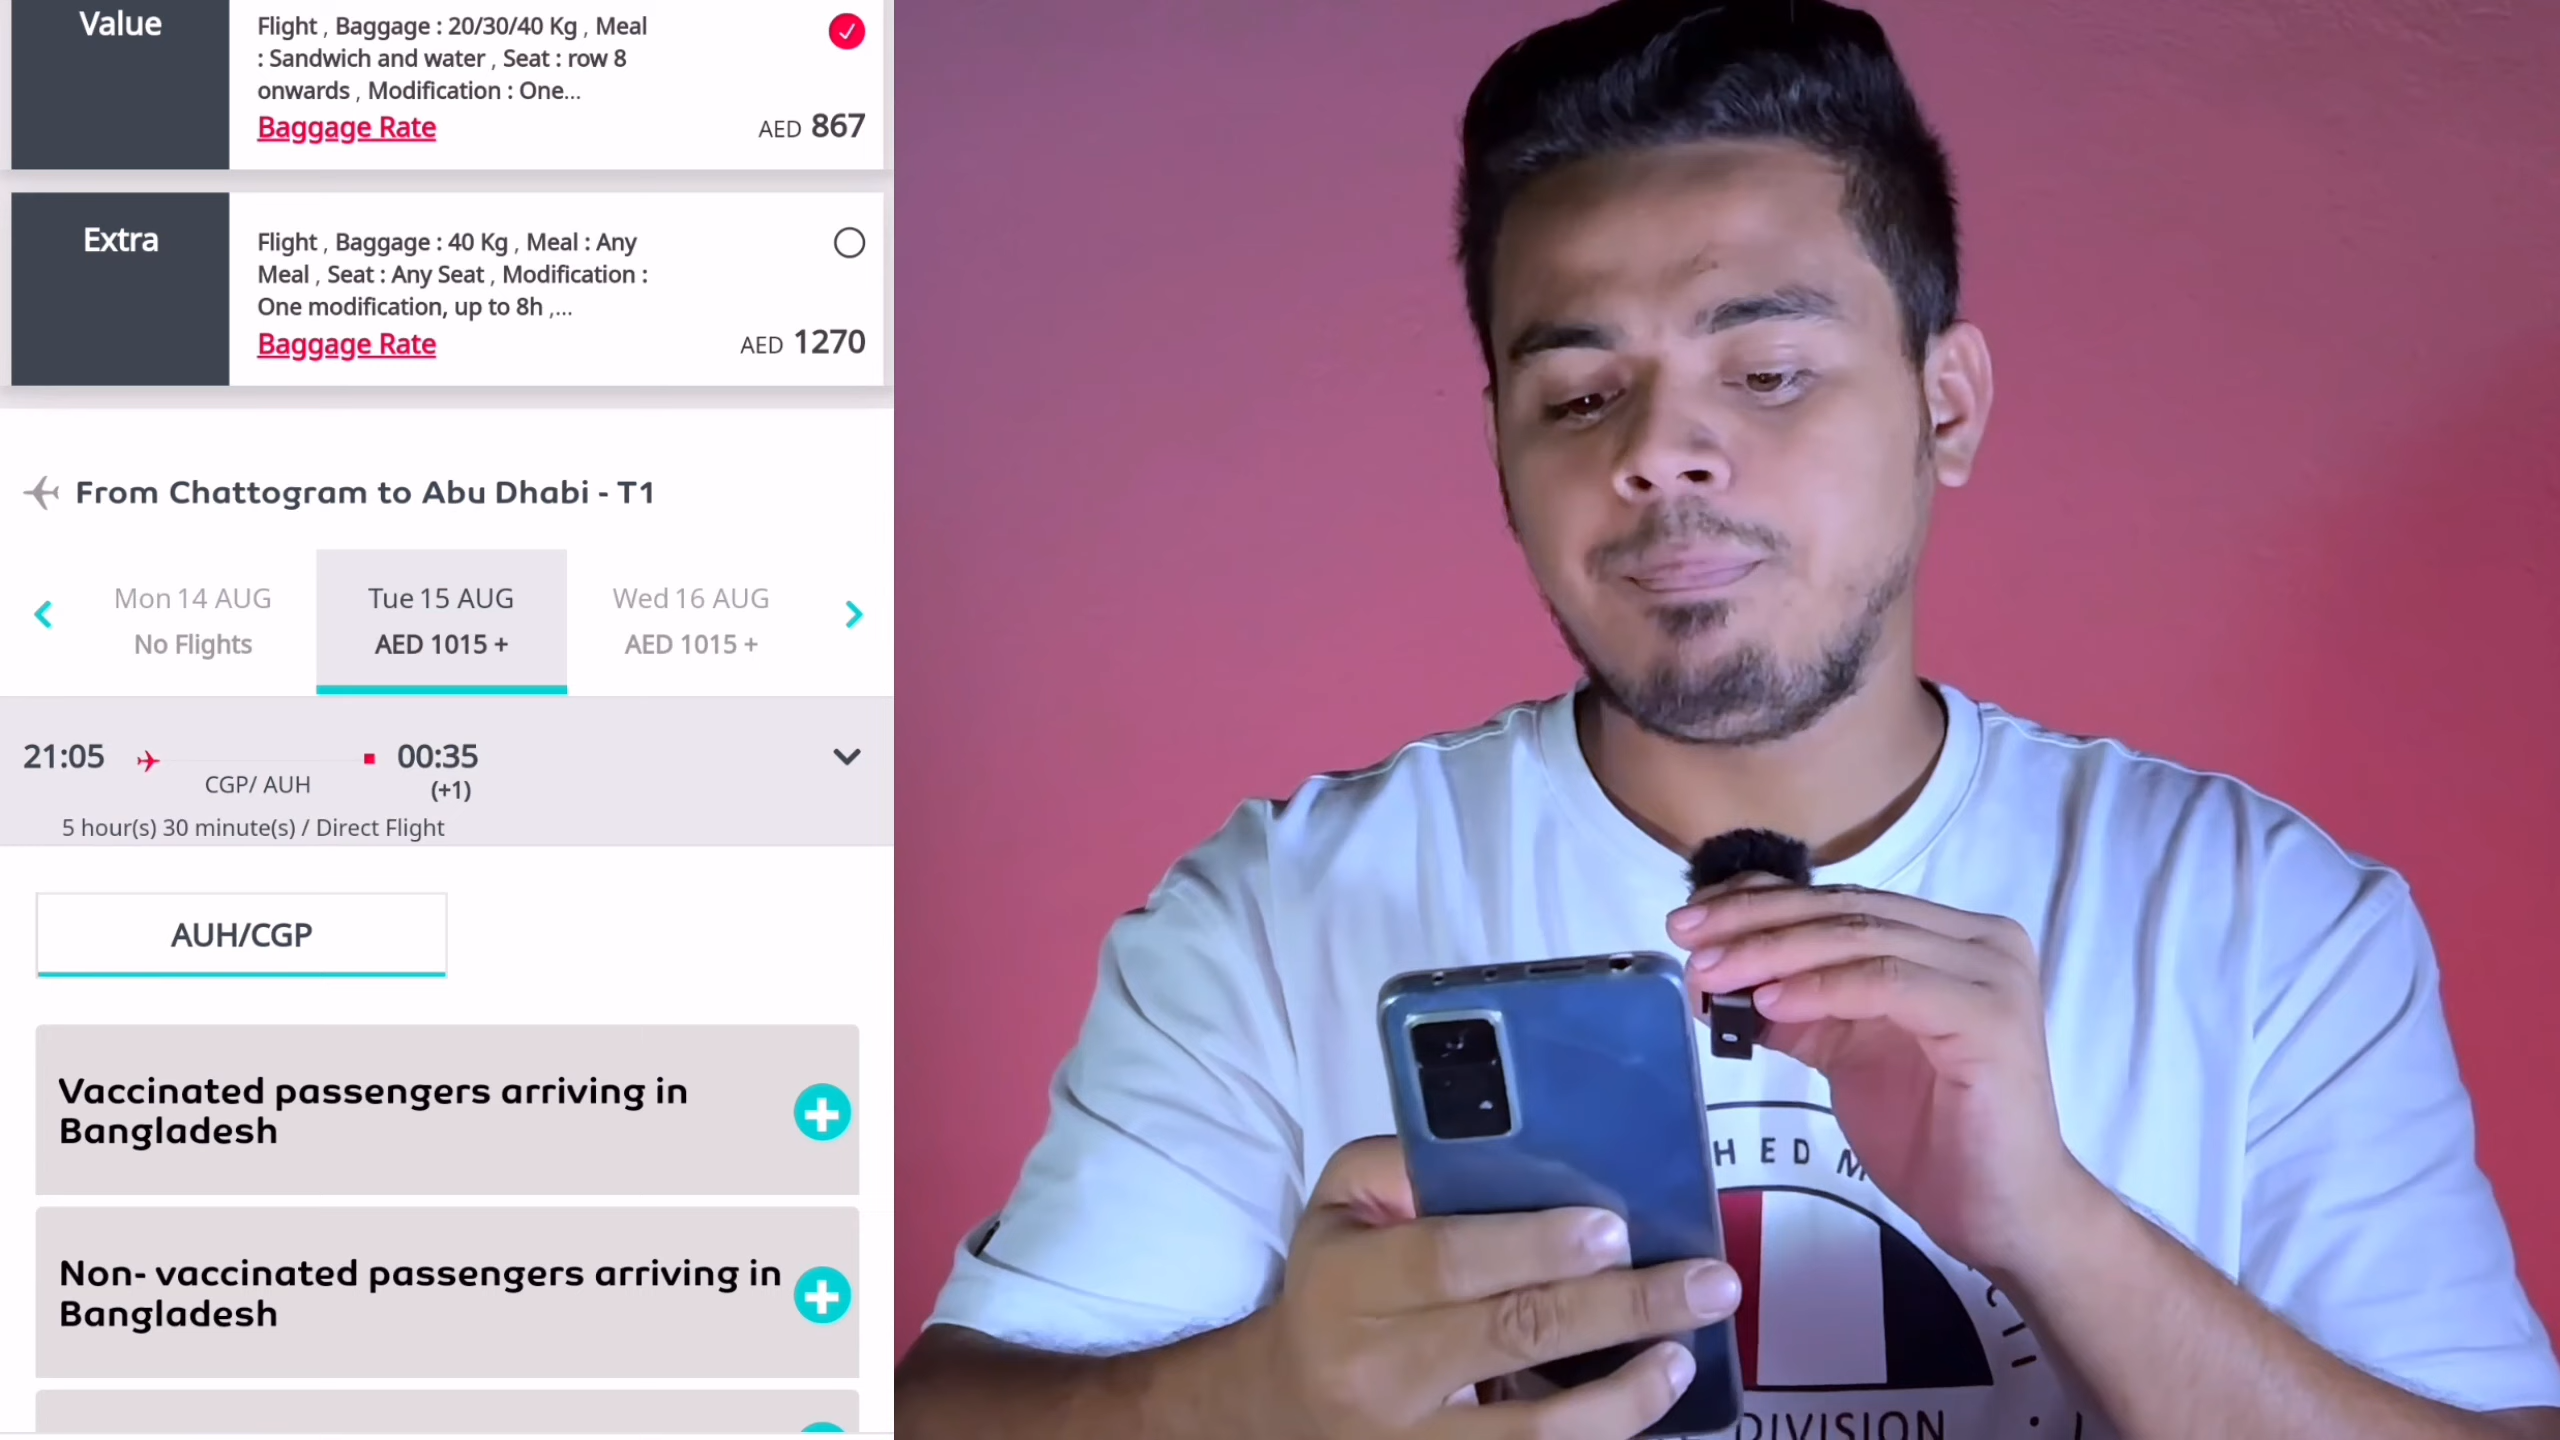 Value
Flight , Baggage : 20/30/40 Kg , Meal
: Sandwich and water , Seat : row 8
onwards , Modification : One...
Baggage Rate
AED 867
Extra
Flight , Baggage : 40 Kg , Meal : Any
Meal , Seat : Any Seat , Modification :
One modification, up to 8h ,...
Baggage Rate
AED 1270
From Chattogram to Abu Dhabi - T1
Mon 14 AUG
No Flights
Tue 15 AUG
AED 1015 +
Wed 16 AUG
AED 1015 +
21:05
CGP/ AUH
00:35
(+1)
5 hour(s) 30 minute(s) / Direct Flight
AUH/CGP
Vaccinated passengers arriving in
Bangladesh
Non- vaccinated passengers arriving in
Bangladesh
DIVISION